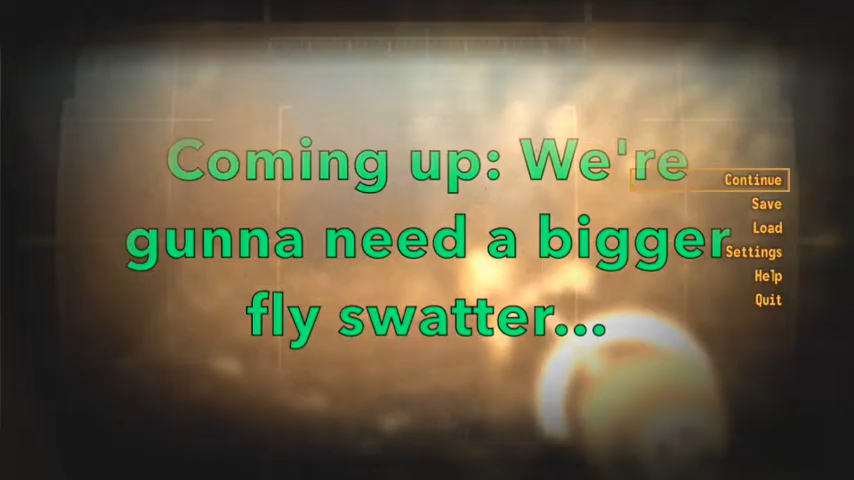 Coming up: We're
gunna need a bigger
fly swatter...
Continue
Save
Load
Settings
Help
Quit